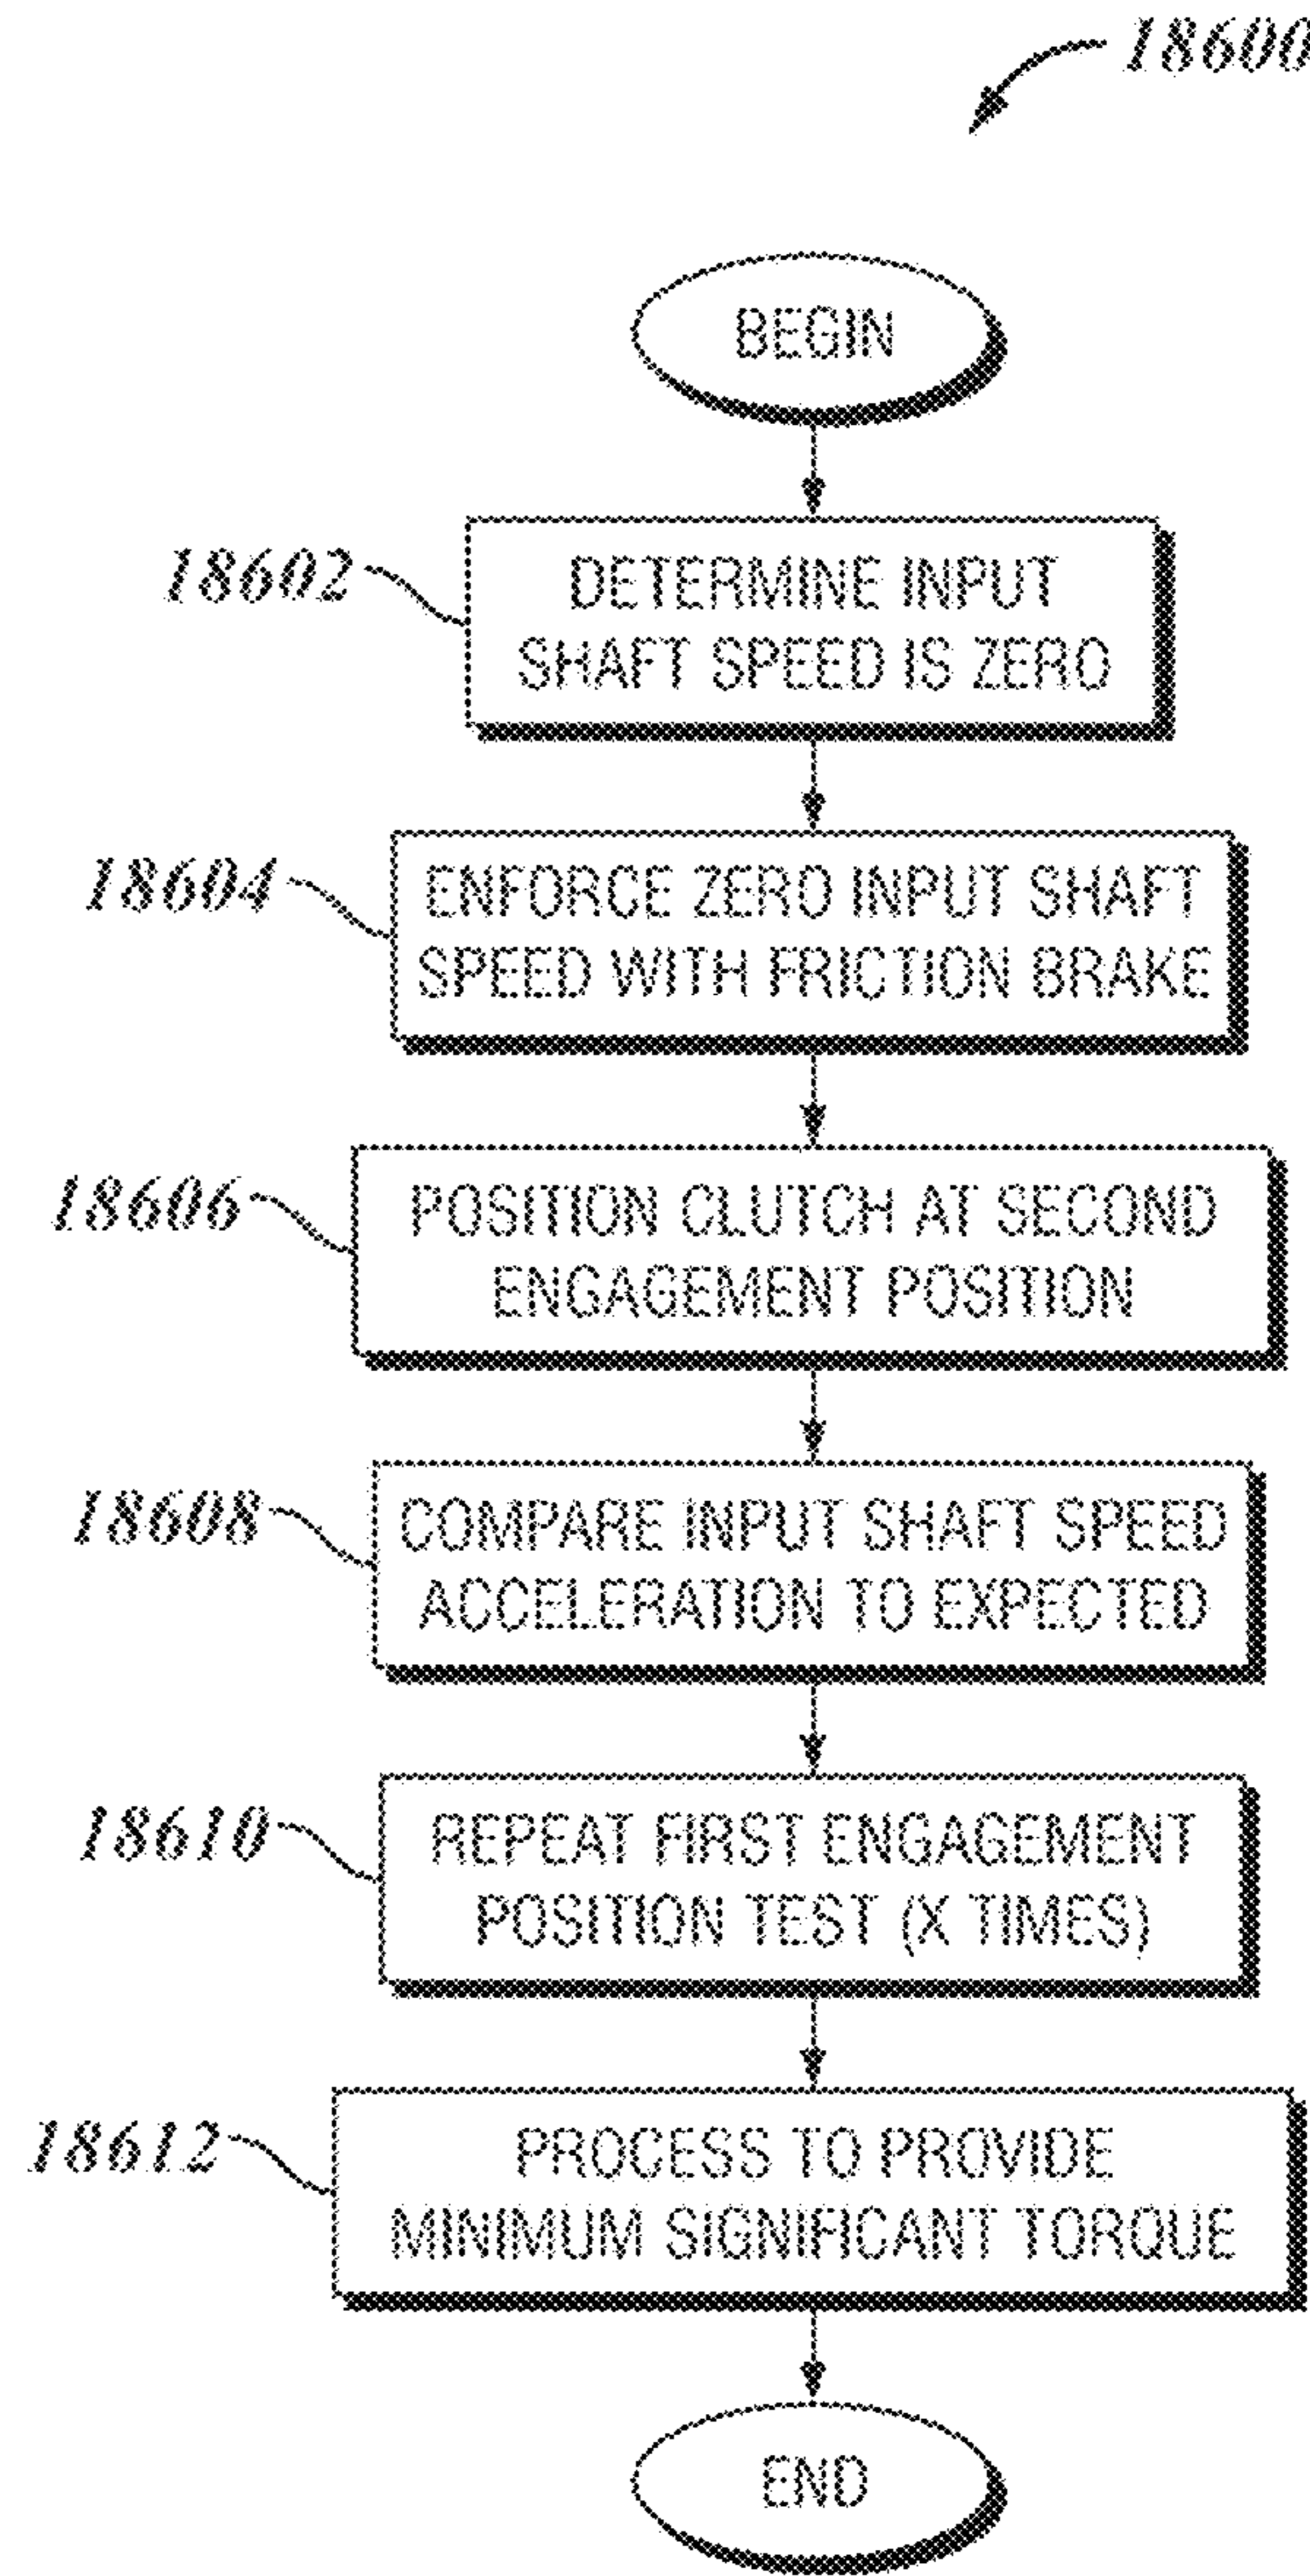 18600
BEGIN
18602
DETERMINE INPUT
SHAFT SPEED IS ZERO
18604
ENFORCE ZERO INPUT SHAFT
SPEED WITH FRICTION BRAKE
18606
POSITION CLUTCH AT SECOND
ENGAGEMENT POSITION
18608
COMPARE INPUT SHAFT SPEED
ACCELERATION TO EXPECTED
18610
REPEAT FIRST ENGAGEMENT
POSITION TEST (X TIMES)
18612
PROCESS TO PROVIDE
MINIMUM SIGNIFICANT TORQUE
END